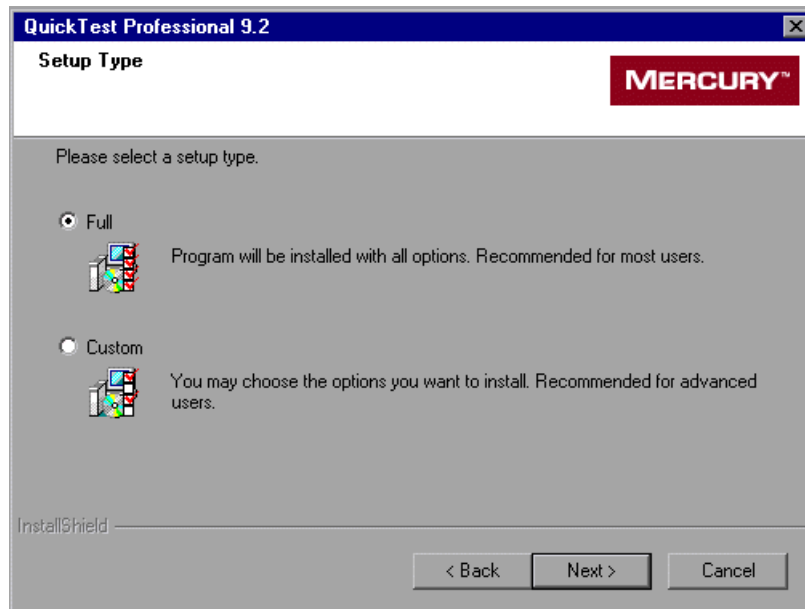 QuickTest Professional 9.2
Setup Type
MERCURY™
Please select a setup type.
Full
Program will be installed with all options. Recommended for most users.
Custom
You may choose the options you want to install. Recommended for advanced
users.
InstallShield
< Back
Next >
Cancel